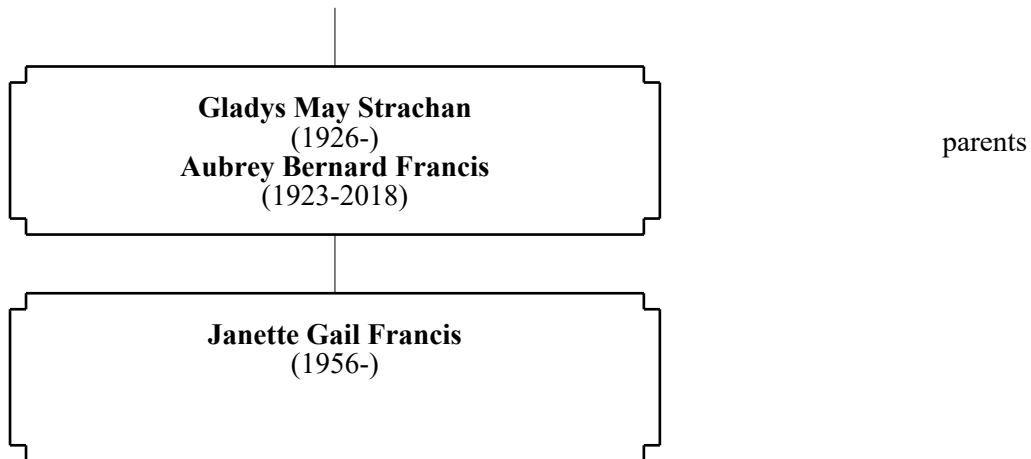 Gladys May Strachan
(1926-)
Aubrey Bernard Francis
(1923-2018)
parents
Janette Gail Francis
(1956-)